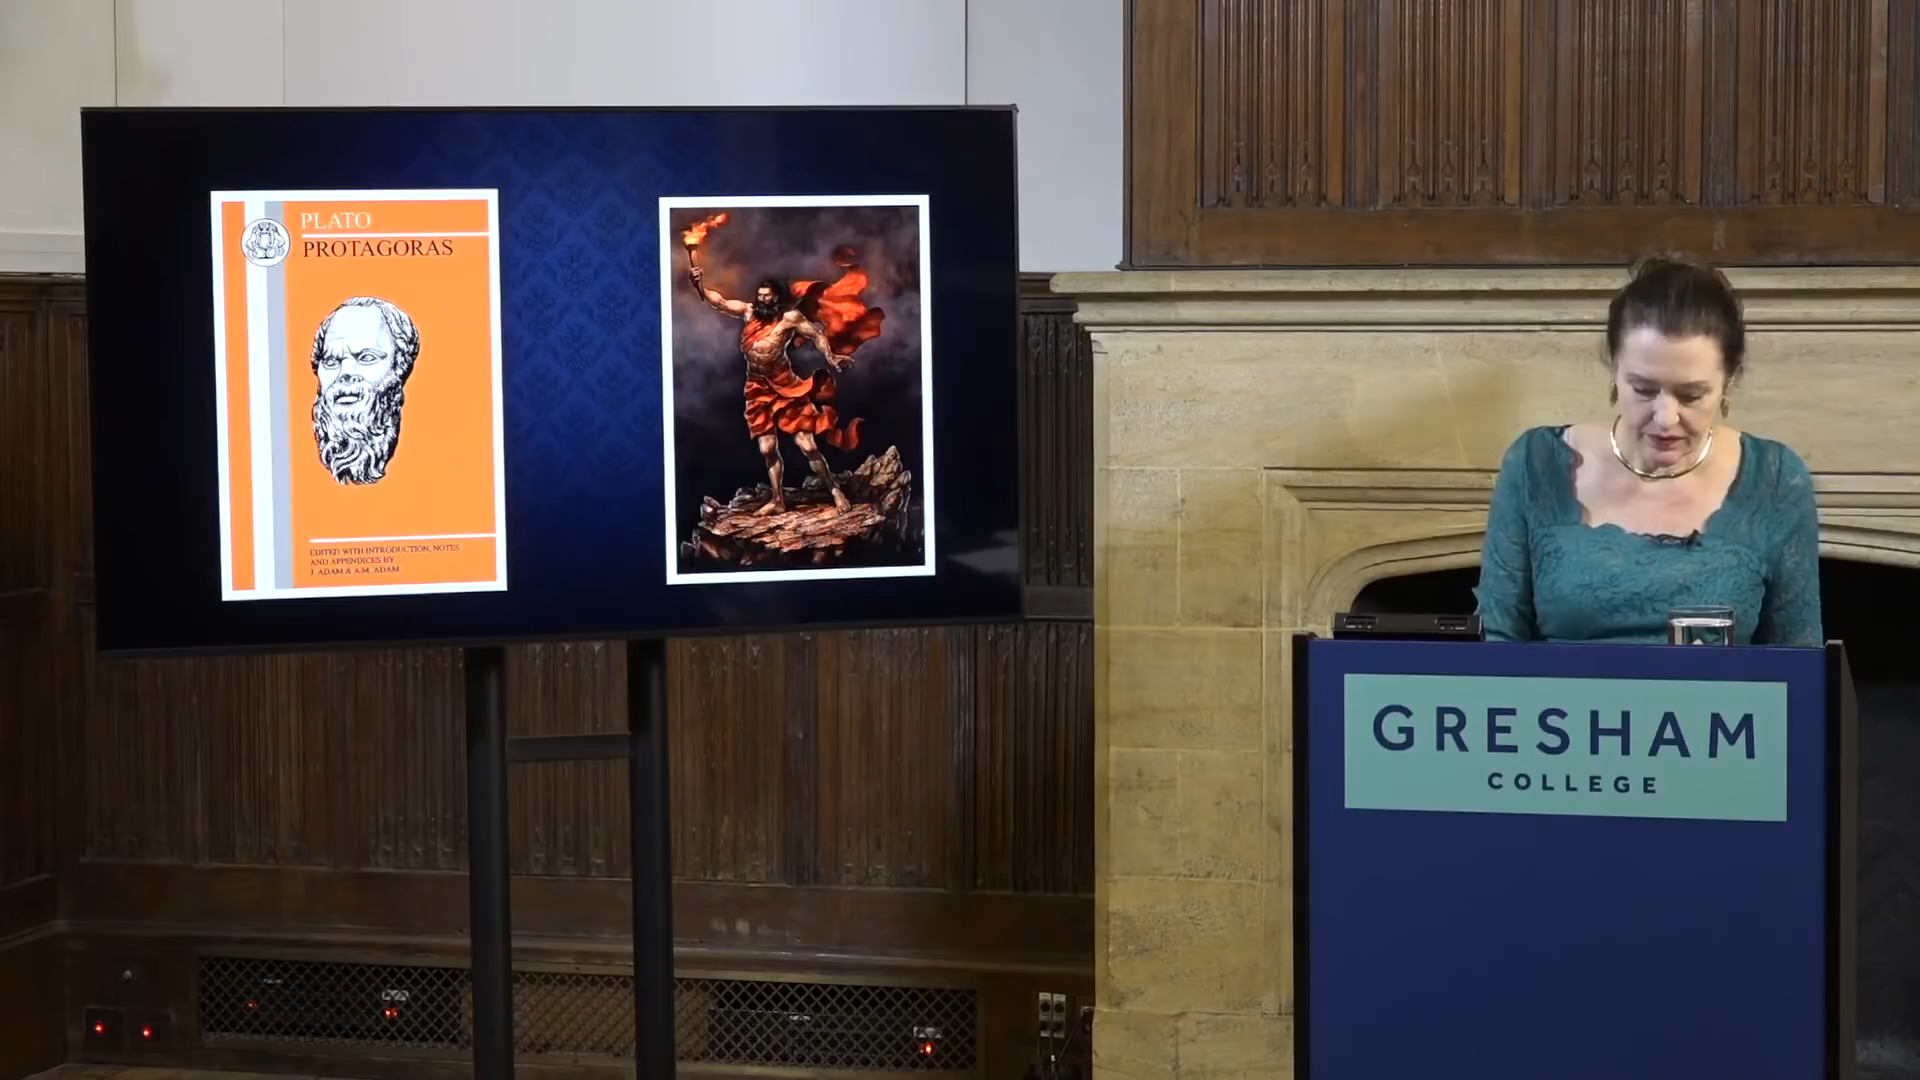 PLATO
PROTAGORAS
EDITED WITH INTRODUCTION, NOTES
AND APPENDICES BY
J. ADAM & A.M. ADAM
GRESHAM
COLLEGE